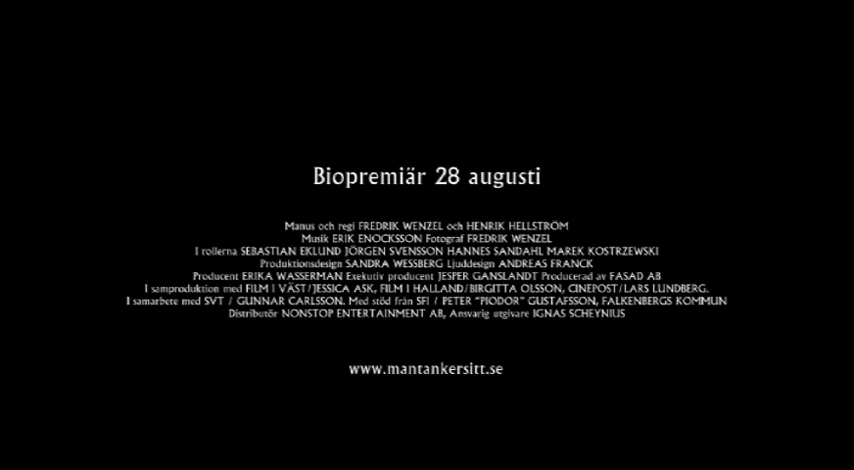 Biopremiär 28 augusti
Manus och regi FREDRIK WENZEL och HENRIK HELLSTRÖM
Musik ERIK ENOCKSSON Fotograf FREDRIK WENZEL
I rollerna SEBASTIAN EKLUND JÖRGEN SVENSSON HANNES SANDAHL MAREK KOSTRZEWSKI
Produktionsdesign SANDRA WESSBERG Ljuddesign ANDREAS FRANCK
Producent ERIKA WASSERMAN Exekutiv producent JESPER GANSLANDT Producerad av FASAD AB
I samproduktion med FILM I VÄST/JESSICA ASK, FILM I HALLAND/BIRGITTA OLSSON, CINEPOST/LARS LUNDBERG.
I samarbete med SVT / GUNNAR CARLSSON. Med stöd från SFI / PETER "PIODOR" GUSTAFSSON, FALKENBERGS KOMMUN
Distributör NONSTOP ENTERTAINMENT AB, Ansvarig utgivare IGNAS SCHEYNIUS
www.mantankersitt.se